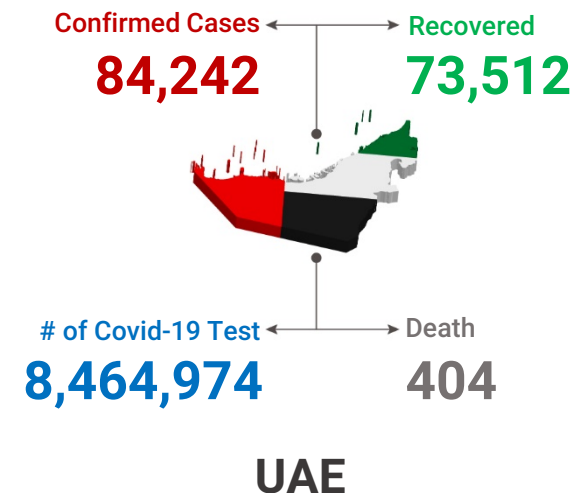 Confirmed Cases
84,242
Recovered
73,512
# of Covid-19 Test
8,464,974
Death
404
UAE